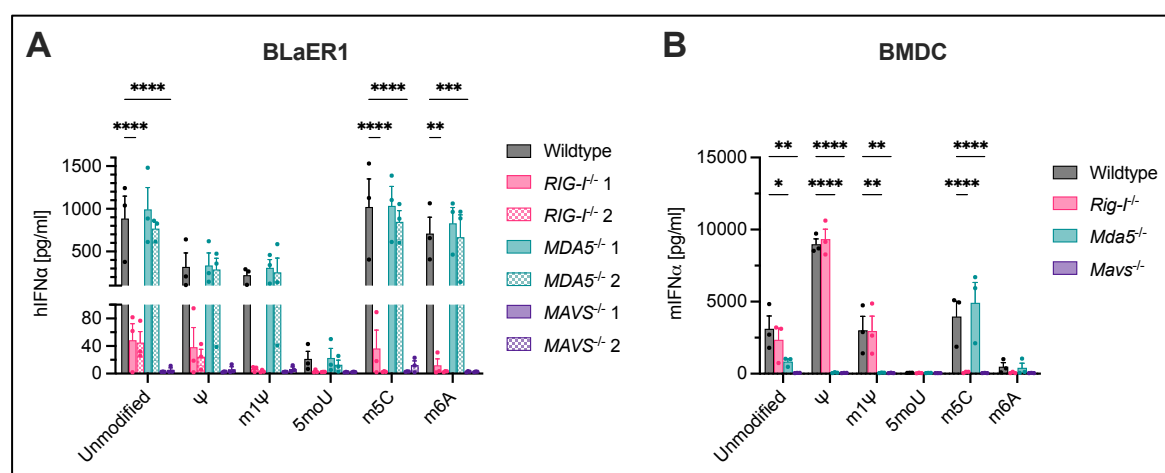 A
BLaER1
****
****
****
****
***
**
hIFNα [pg/ml]
1500
1000
500
80
40
20
0
Unmodified
Ψ
m1Ψ
5moU
m5C
m6A
Wildtype
RIG-I⁻/⁻ 1
RIG-I⁻/⁻ 2
MDA5⁻/⁻ 1
MDA5⁻/⁻ 2
MAVS⁻/⁻ 1
MAVS⁻/⁻ 2
B
BMDC
**
*
****
****
**
**
****
****
mIFNα [pg/ml]
15000
10000
5000
0
Unmodified
Ψ
m1Ψ
5moU
m5C
m6A
Wildtype
Rig-I⁻/⁻
Mda5⁻/⁻
Mavs⁻/⁻